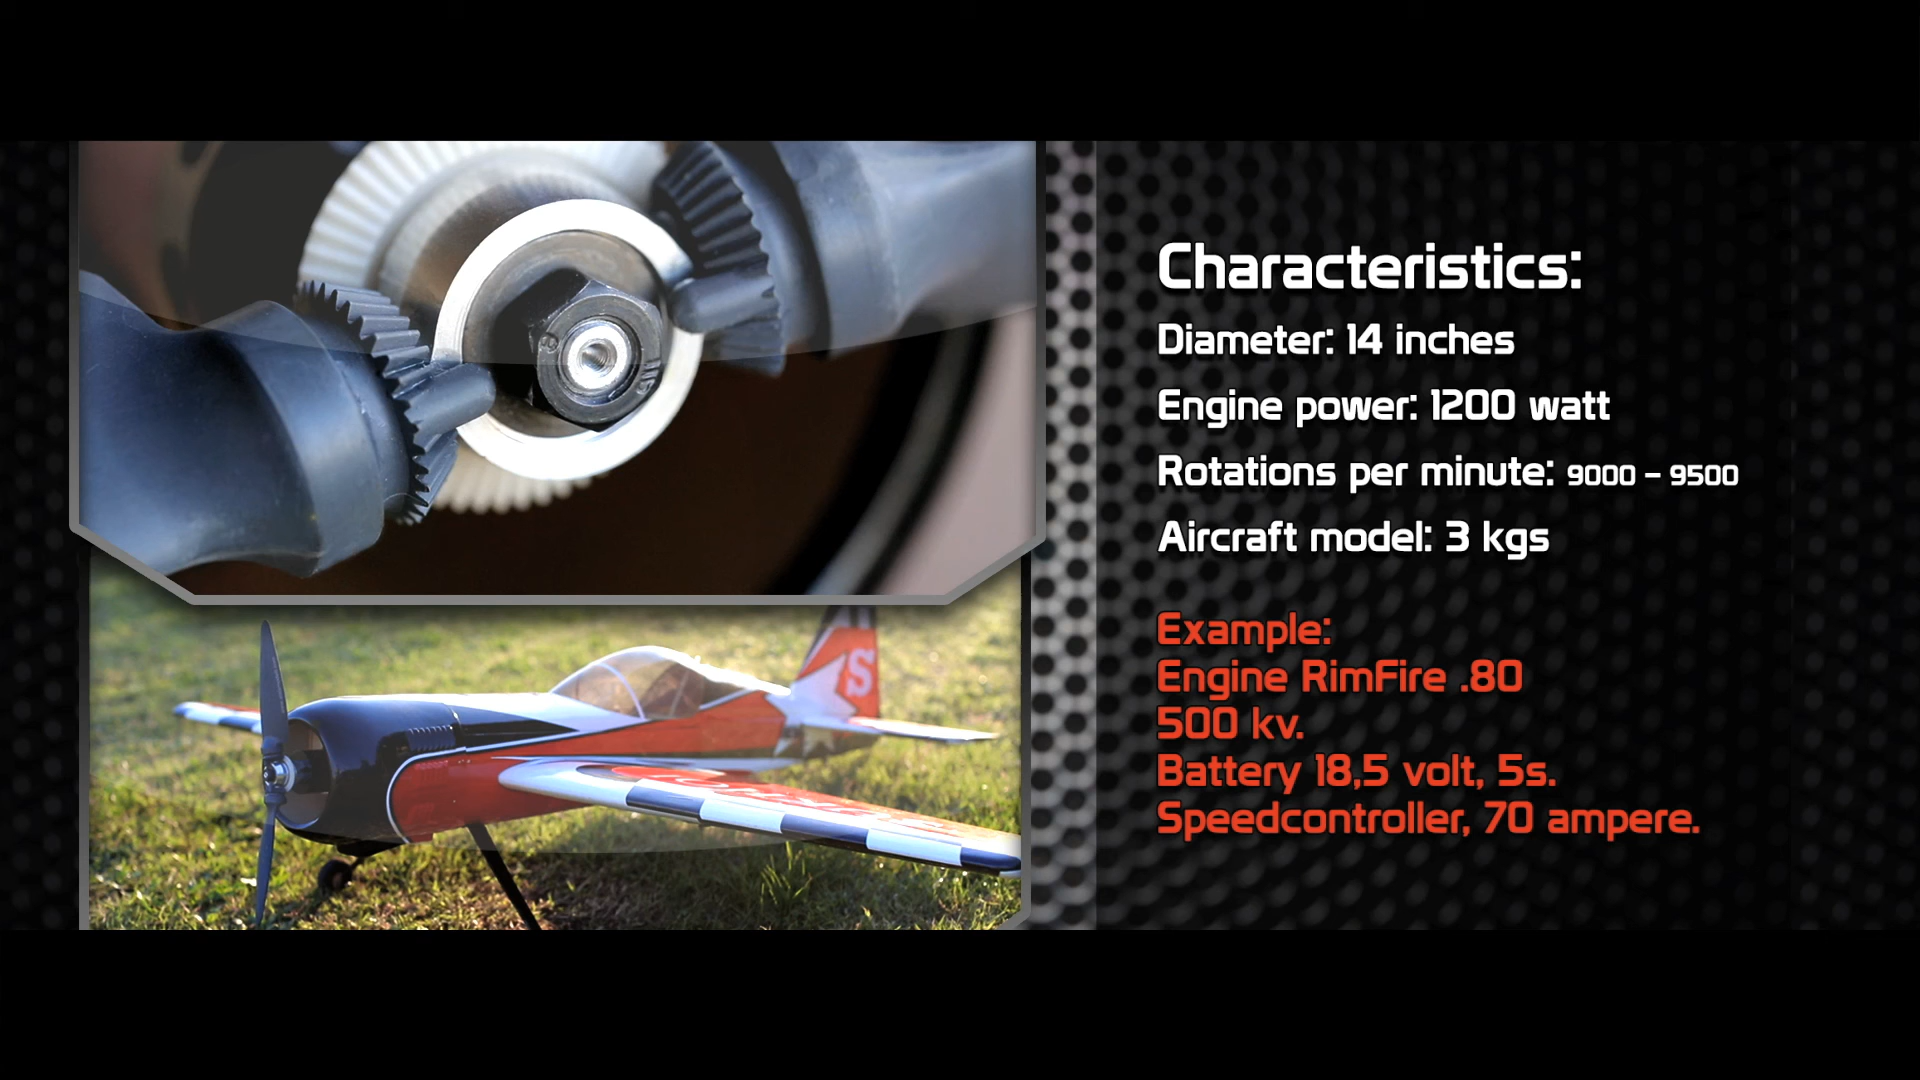 Characteristics:
Diameter: 14 inches
Engine power: 1200 watt
Rotations per minute: 9000 – 9500
Aircraft model: 3 kgs
Example:
Engine RimFire .80
500 kv.
Battery 18,5 volt, 5s.
Speedcontroller, 70 ampere.
S